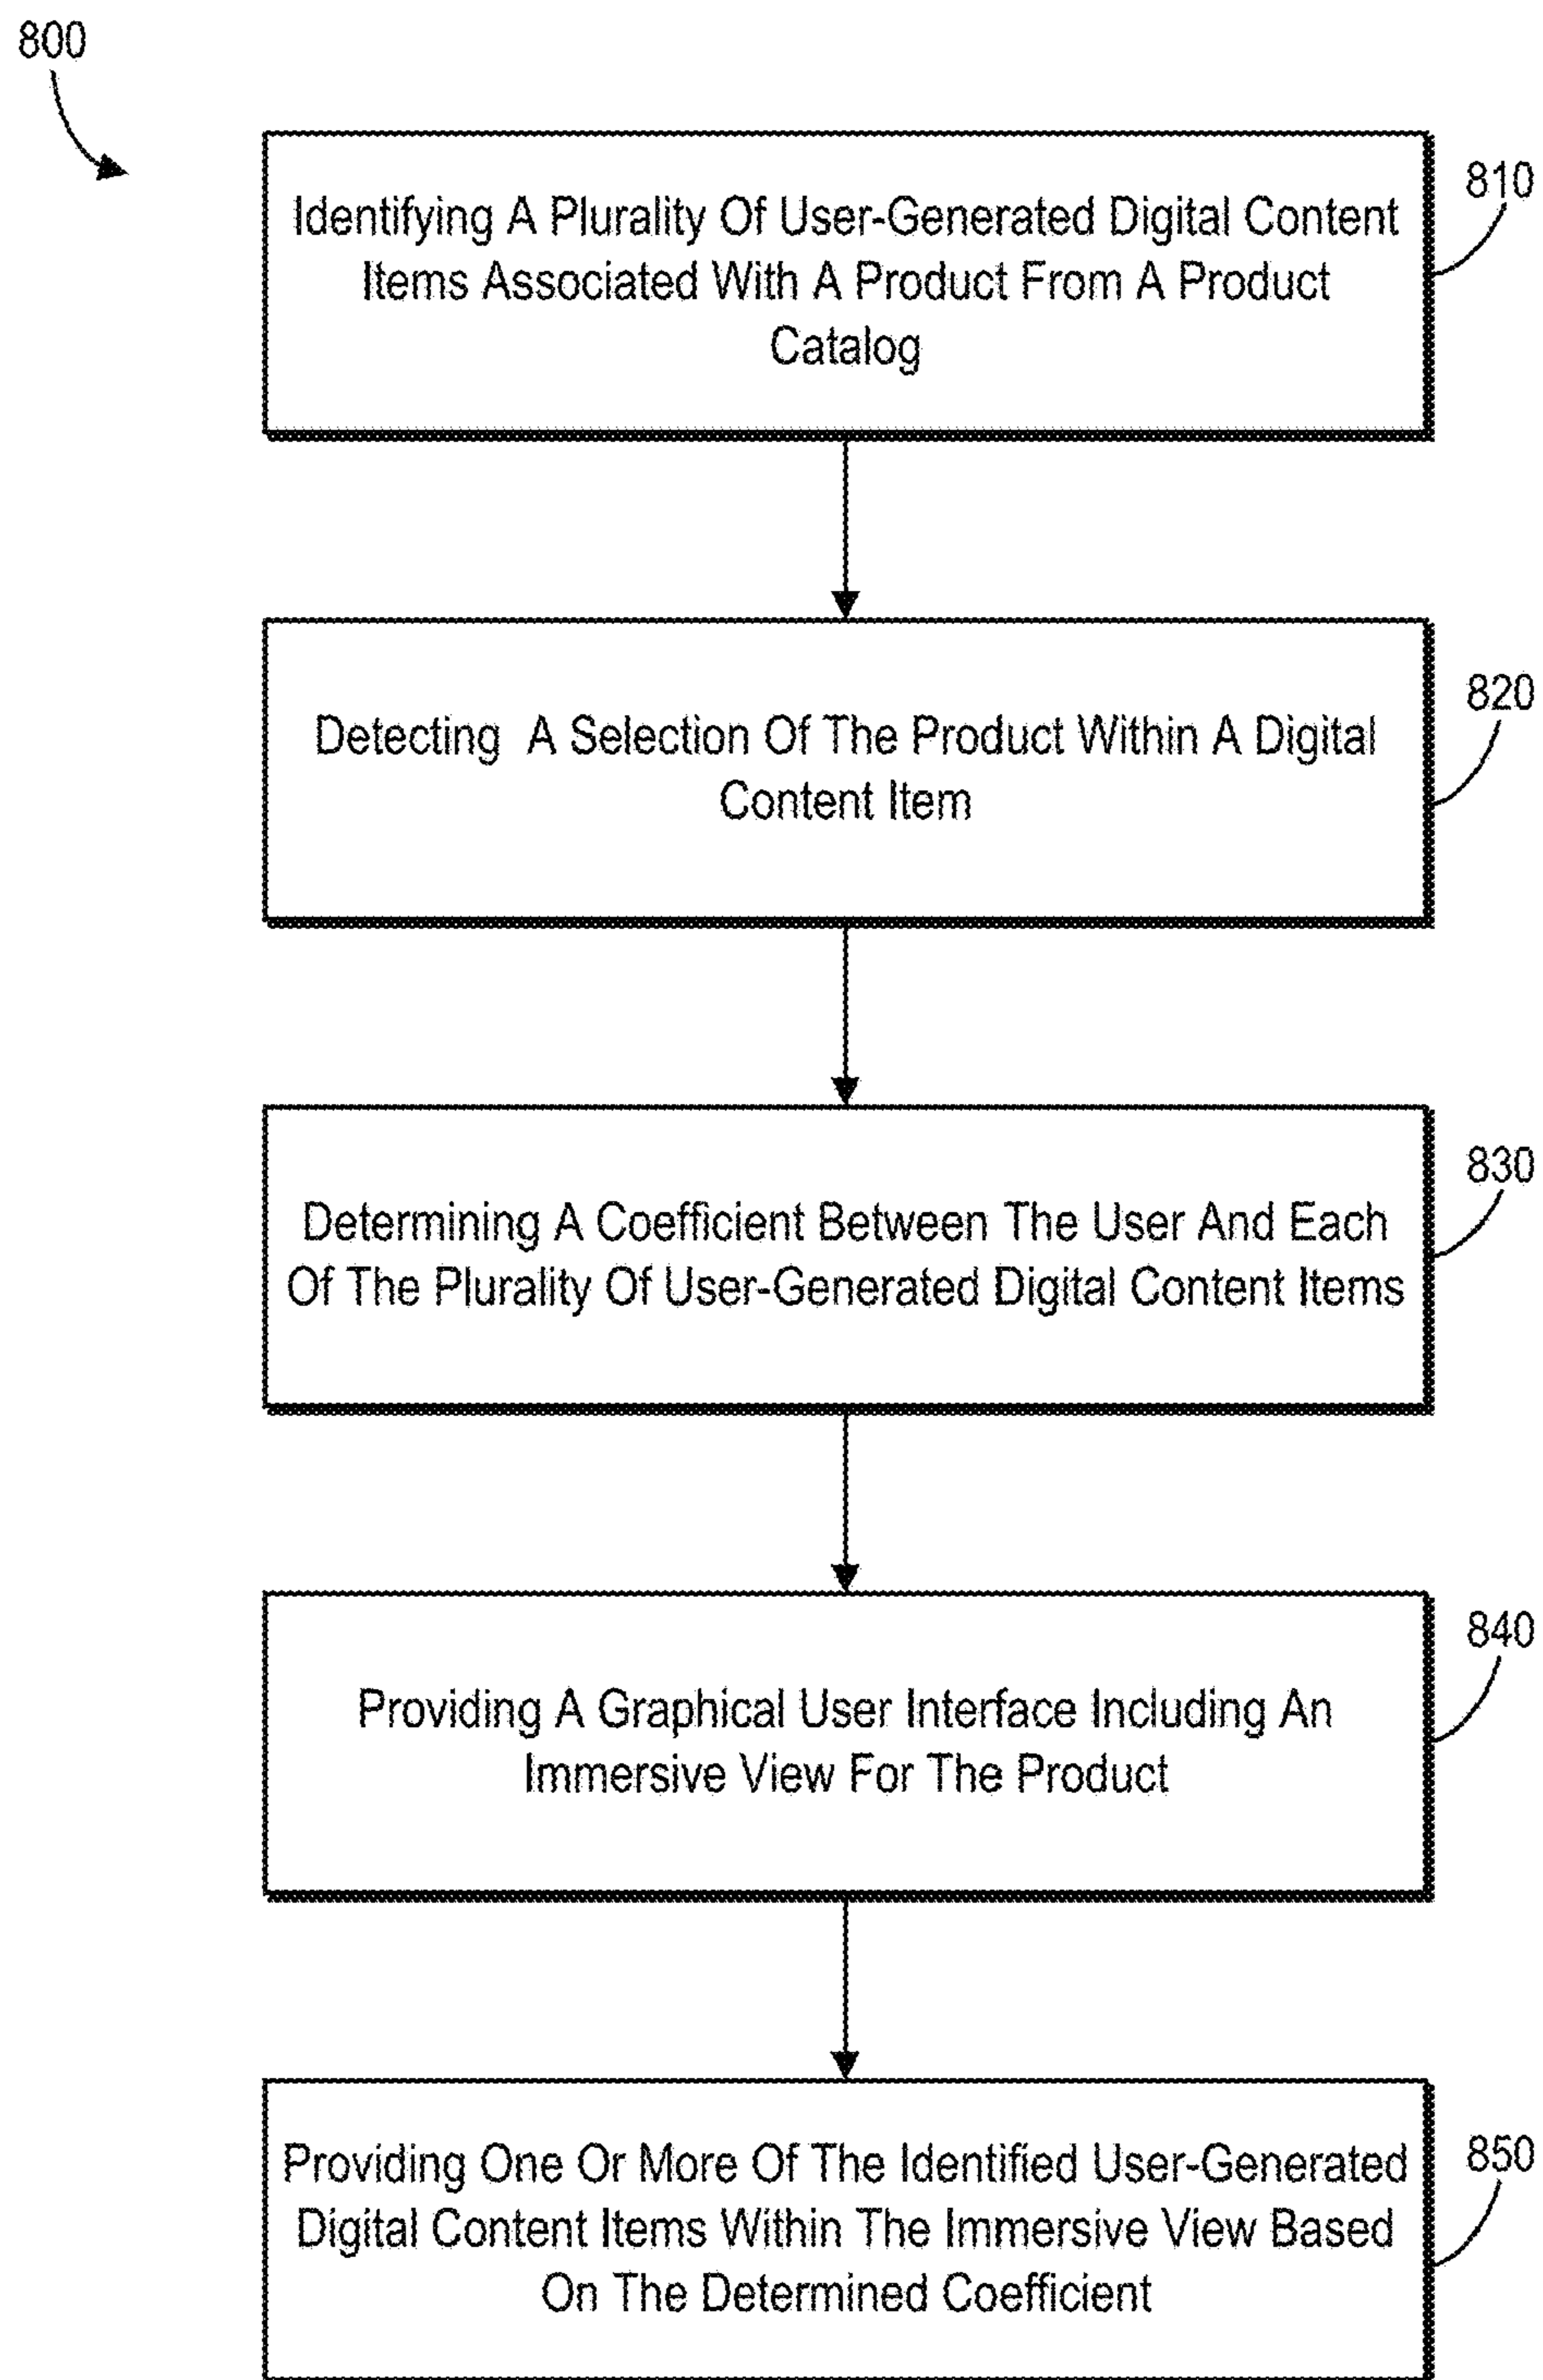 800
Identifying A Plurality Of User-Generated Digital Content
Items Associated With A Product From A Product
Catalog
810
Detecting A Selection Of The Product Within A Digital
Content Item
820
Determining A Coefficient Between The User And Each
Of The Plurality Of User-Generated Digital Content Items
830
Providing A Graphical User Interface Including An
Immersive View For The Product
840
Providing One Or More Of The Identified User-Generated
Digital Content Items Within The Immersive View Based
On The Determined Coefficient
850